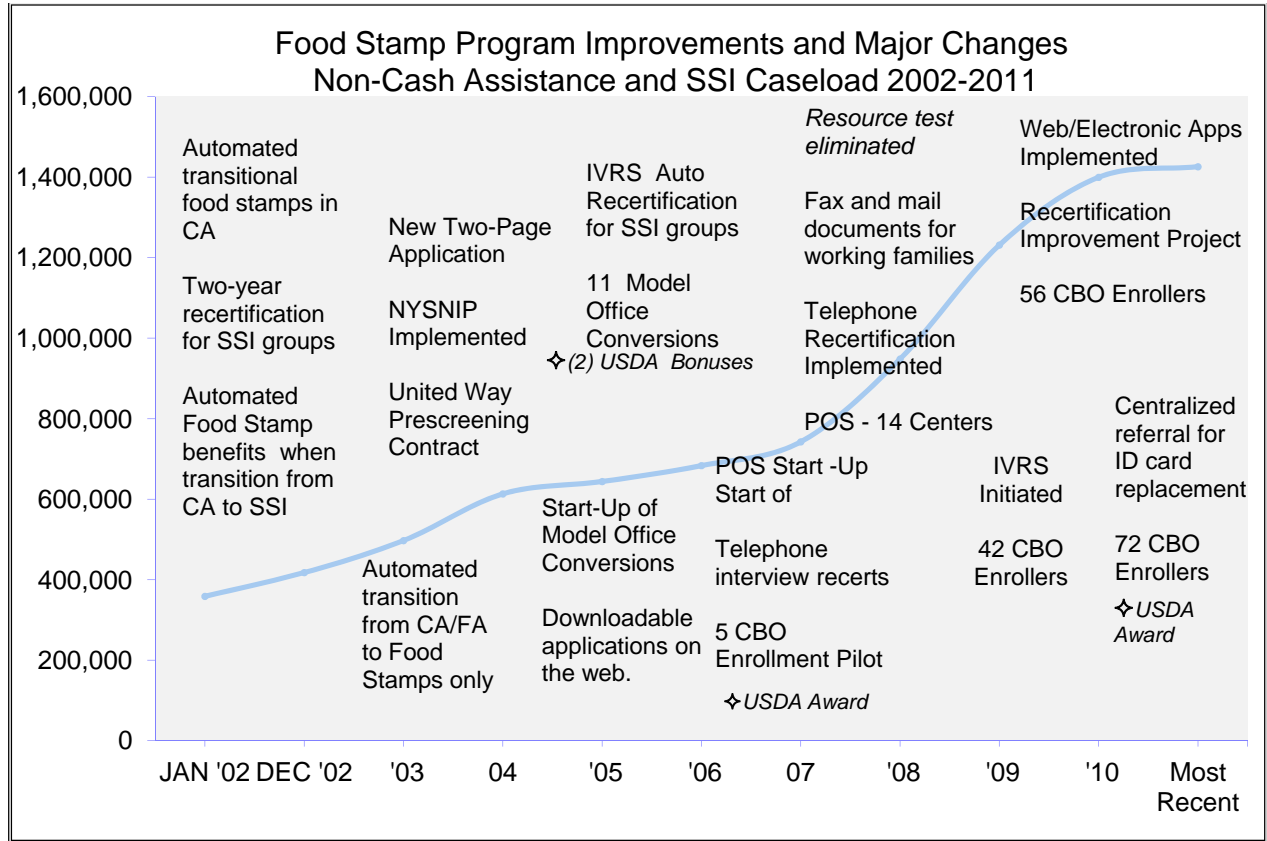 Food Stamp Program Improvements and Major Changes
Non-Cash Assistance and SSI Caseload 2002-2011
1,600,000
1,400,000
1,200,000
1,000,000
800,000
600,000
400,000
200,000
0
Automated
transitional
food stamps in
CA
Two-year
recertification
for SSI groups
Automated
Food Stamp
benefits when
transition from
CA to SSI
New Two-Page
Application
NYSNIP
Implemented
United Way
Prescreening
Contract
Automated
transition
from CA/FA
to Food
Stamps only
IVRS Auto
Recertification
for SSI groups
11 Model
Office
Conversions
(2) USDA Bonuses
Start-Up of
Model Office
Conversions
Downloadable
applications on
the web.
Resource test
eliminated
Fax and mail
documents for
working families
Telephone
Recertification
Implemented
POS - 14 Centers
POS Start -Up
Start of
Telephone
interview recerts
5 CBO
Enrollment Pilot
USDA Award
Web/Electronic Apps
Implemented
Recertification
Improvement Project
56 CBO Enrollers
IVRS
Initiated
42 CBO
Enrollers
Centralized
referral for
ID card
replacement
72 CBO
Enrollers
USDA
Award
JAN '02 DEC '02 '03 04 '05 '06 07 '08 '09 '10 Most
Recent